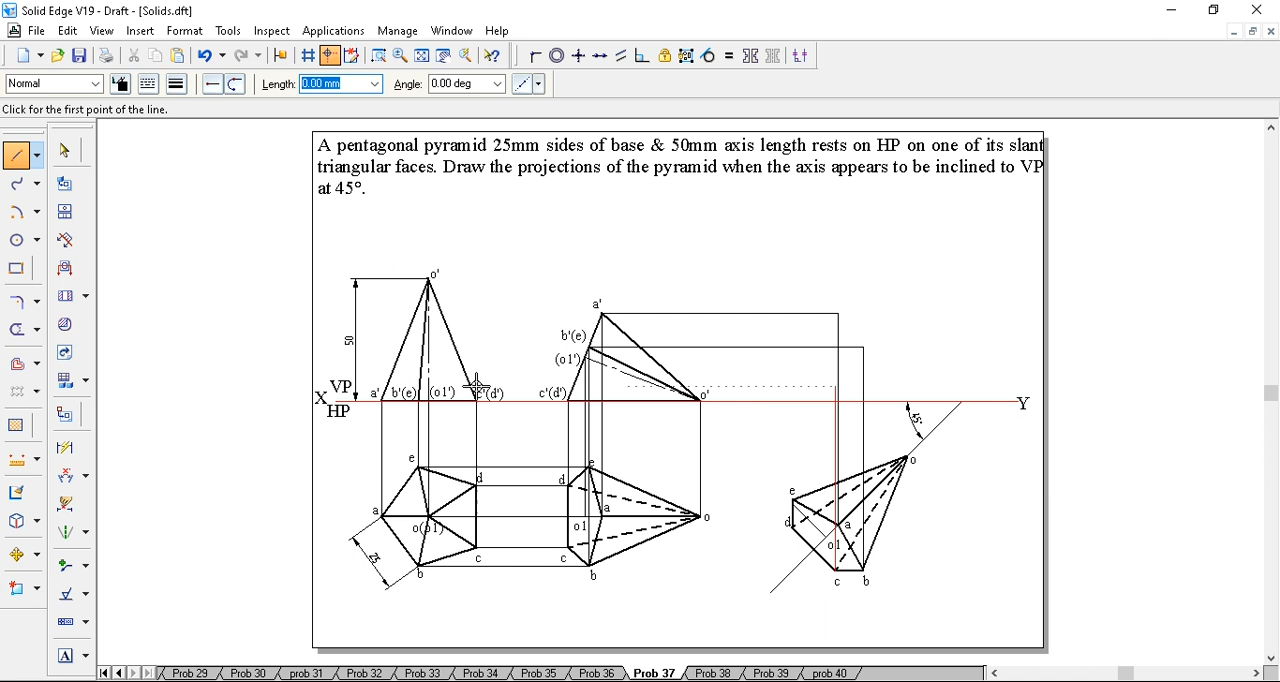 Solid Edge V19 - Draft - [Solids.dft]
File Edit View Insert Format Tools Inspect Applications Manage Window Help
Normal Length: 0.00 mm Angle: 0.00 deg
Click for the first point of the line.
A pentagonal pyramid 25mm sides of base & 50mm axis length rests on HP on one of its slant
triangular faces. Draw the projections of the pyramid when the axis appears to be inclined to VP
at 45°.
o'
a'
b'(e)
50
(o1')
VP
a' b'(e) (o1') c'(d') c'(d') o'
X Y
HP
45°
e e o
d d
e
a o(o1) o1 a o
d a
o1
25 c c
b b
c b
A
Prob 29 Prob 30 prob 31 Prob 32 Prob 33 Prob 34 Prob 35 Prob 36 Prob 37 Prob 38 Prob 39 prob 40